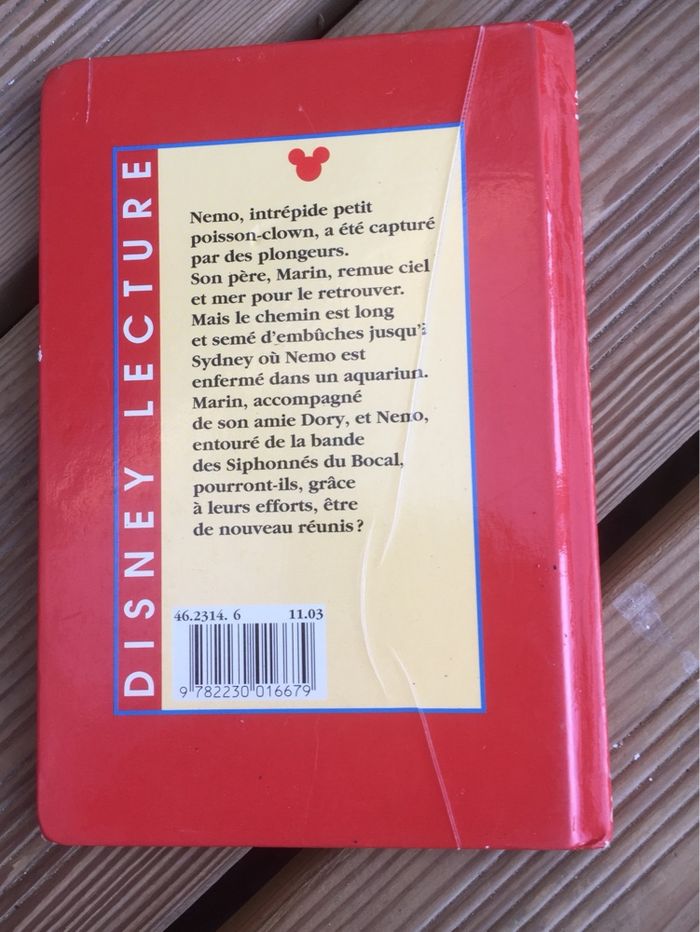 DISNEY LECTURE
Nemo, intrépide petit
poisson-clown, a été capturé
par des plongeurs.
Son père, Marin, remue ciel
et mer pour le retrouver.
Mais le chemin est long
et semé d'embûches jusqu'à
Sydney où Nemo est
enfermé dans un aquarium.
Marin, accompagné
de son amie Dory, et Nemo,
entouré de la bande
des Siphonnés du Bocal,
pourront-ils, grâce
à leurs efforts, être
de nouveau réunis ?
46.2314. 6 11.03
9 782230 016679